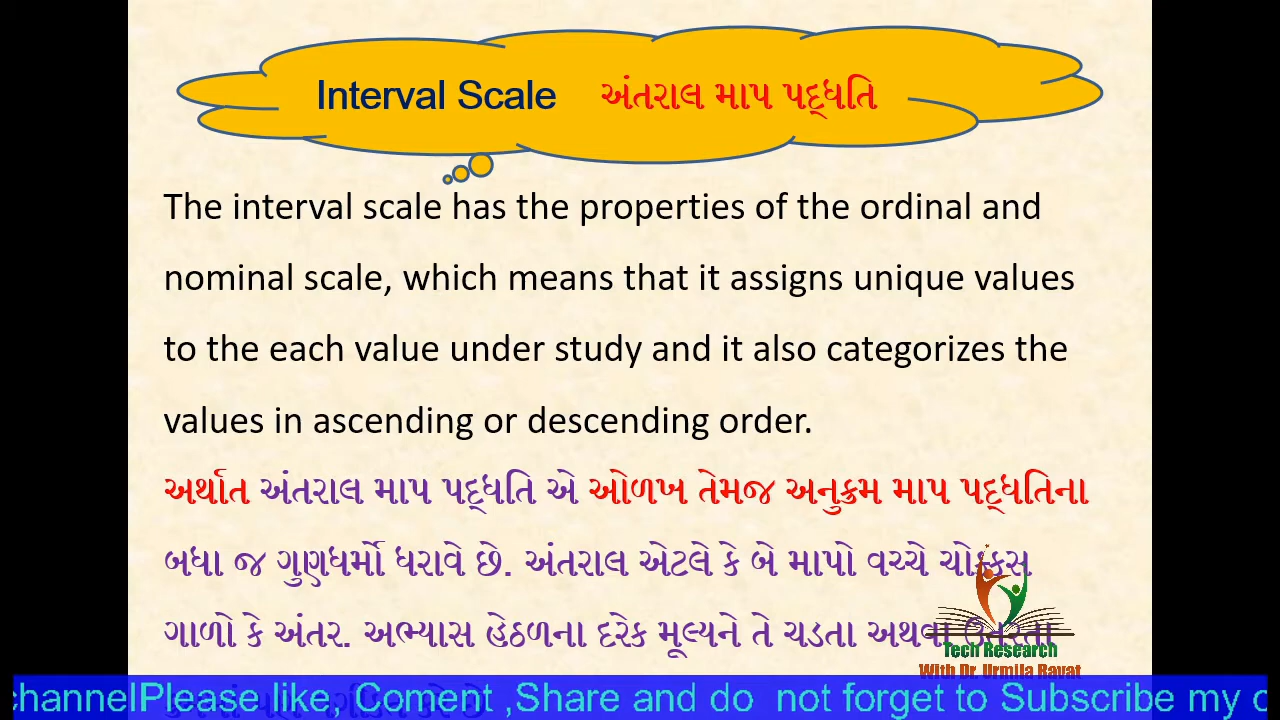 Interval Scale અંતરાલ માપ પદ્ધતિ
The interval scale has the properties of the ordinal and
nominal scale, which means that it assigns unique values
to the each value under study and it also categorizes the
values in ascending or descending order.
અર્થાત અંતરાલ માપ પદ્ધતિ એ ઓળખ તેમજ અનુક્રમ માપ પદ્ધતિના
બધા જ ગુણધર્મો ધરાવે છે. અંતરાલ એટલે કે બે માપો વચ્ચે ચોક્કસ
ગાળો કે અંતર. અભ્યાસ હેઠળના દરેક મૂલ્યને તે ચડતા અથવા ઉતરતા
Tech Research
With Dr. Urmila Ravat
channelPlease like, Coment ,Share and do not forget to Subscribe my